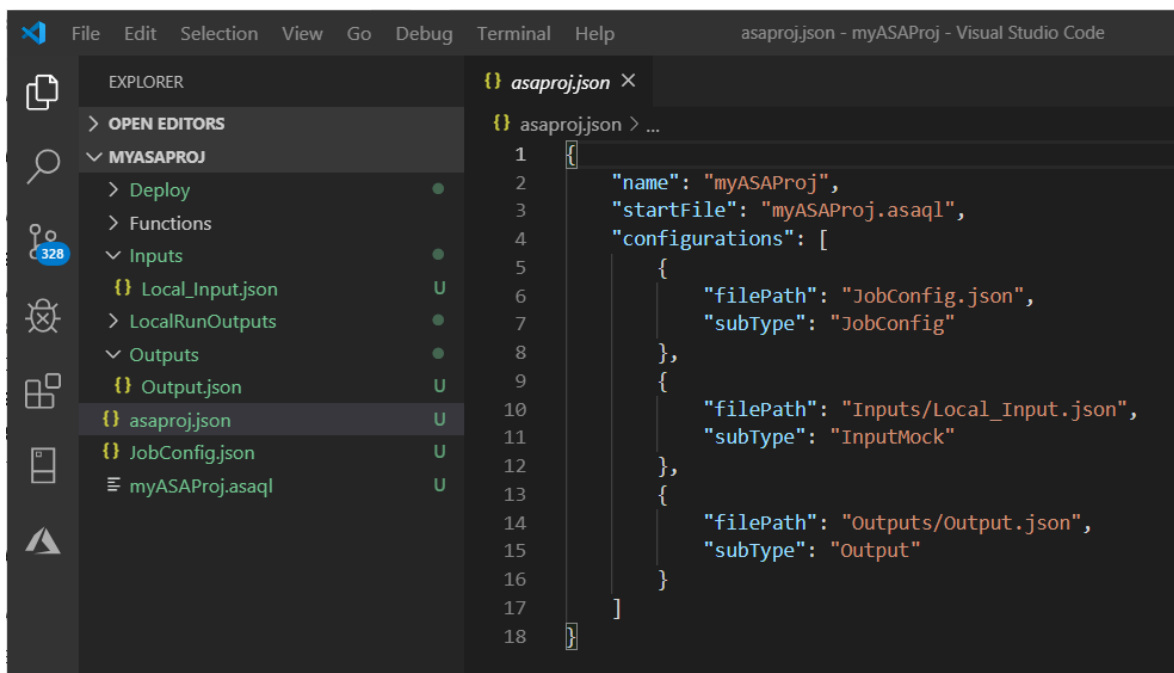 File Edit Selection View Go Debug Terminal Help asaproj.json - myASAProj - Visual Studio Code
EXPLORER
> OPEN EDITORS
MYASAPROJ
> Deploy
> Functions
Inputs
{} Local_Input.json U
> LocalRunOutputs
Outputs
{} Output.json U
{} asaproj.json U
{} JobConfig.json U
myASAProj.asaql U
328
{} asaproj.json ×
{} asaproj.json > ...
1 {
2 "name": "myASAProj",
3 "startFile": "myASAProj.asaql",
4 "configurations": [
5 {
6 "filePath": "JobConfig.json",
7 "subType": "JobConfig"
8 },
9 {
10 "filePath": "Inputs/Local_Input.json",
11 "subType": "InputMock"
12 },
13 {
14 "filePath": "Outputs/Output.json",
15 "subType": "Output"
16 }
17 ]
18 }